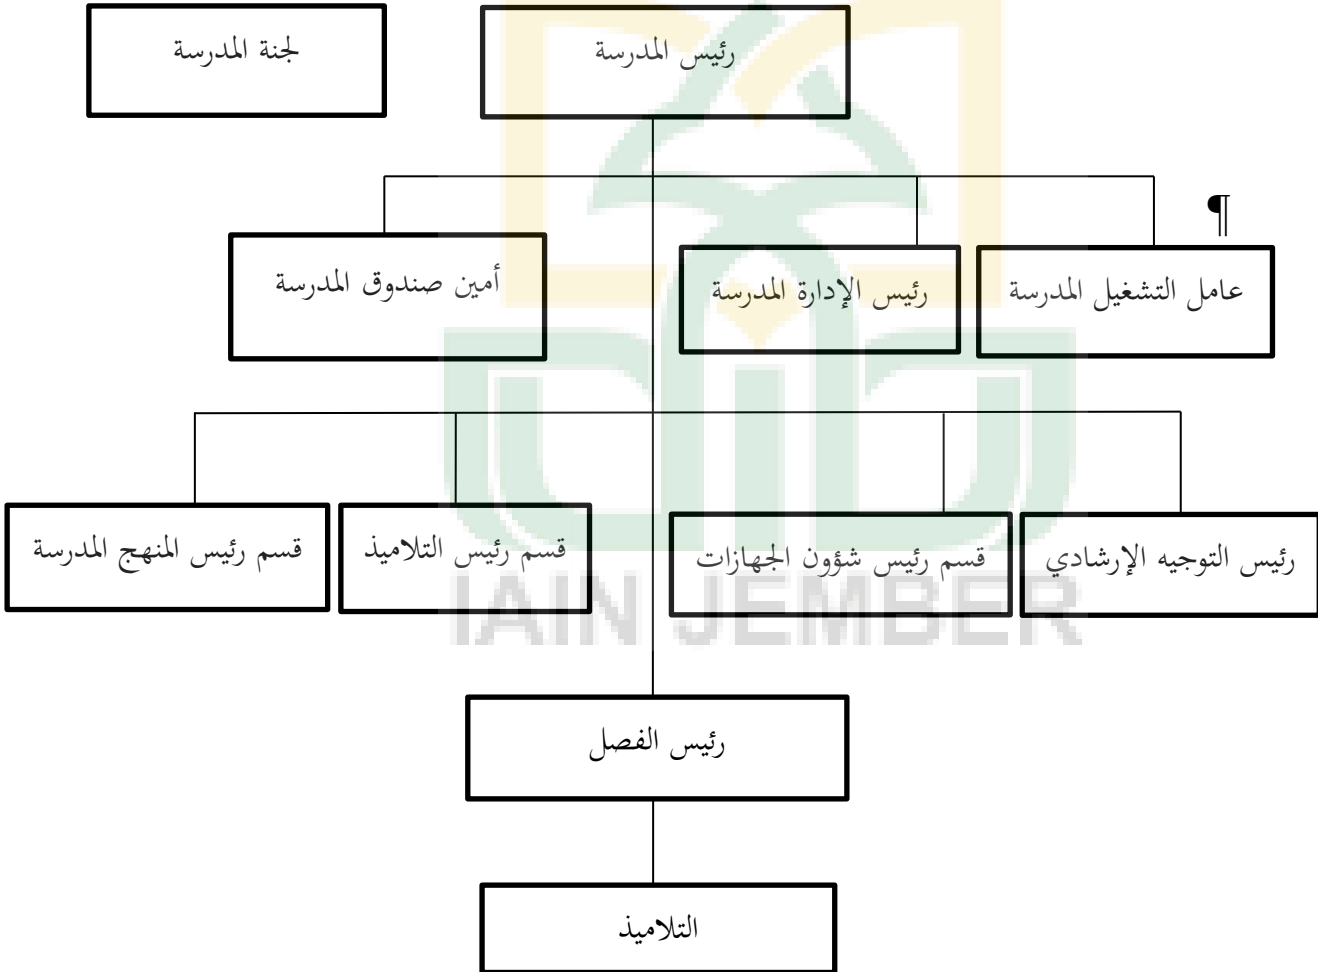 رئيس المدرسة
لجنة المدرسة
¶
عامل التشغيل المدرسة
رئيس الإدارة المدرسة
أمين صندوق المدرسة
رئيس التوجيه الإرشادي
قسم رئيس شؤون الجهازات
قسم رئيس التلاميذ
قسم رئيس المنهج المدرسة
IAIN JEMBER
رئيس الفصل
التلاميذ